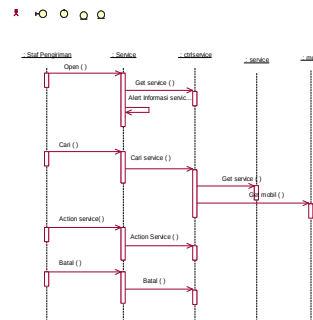 : Staf Pengiriman
: Service
: ctrlservice
: service
Open ( )
Get service ( )
Alert Informasi servic...
Cari ( )
Cari service ( )
Get service ( )
Get mobil ( )
Action service( )
Action Service ( )
Batal ( )
Batal ( )